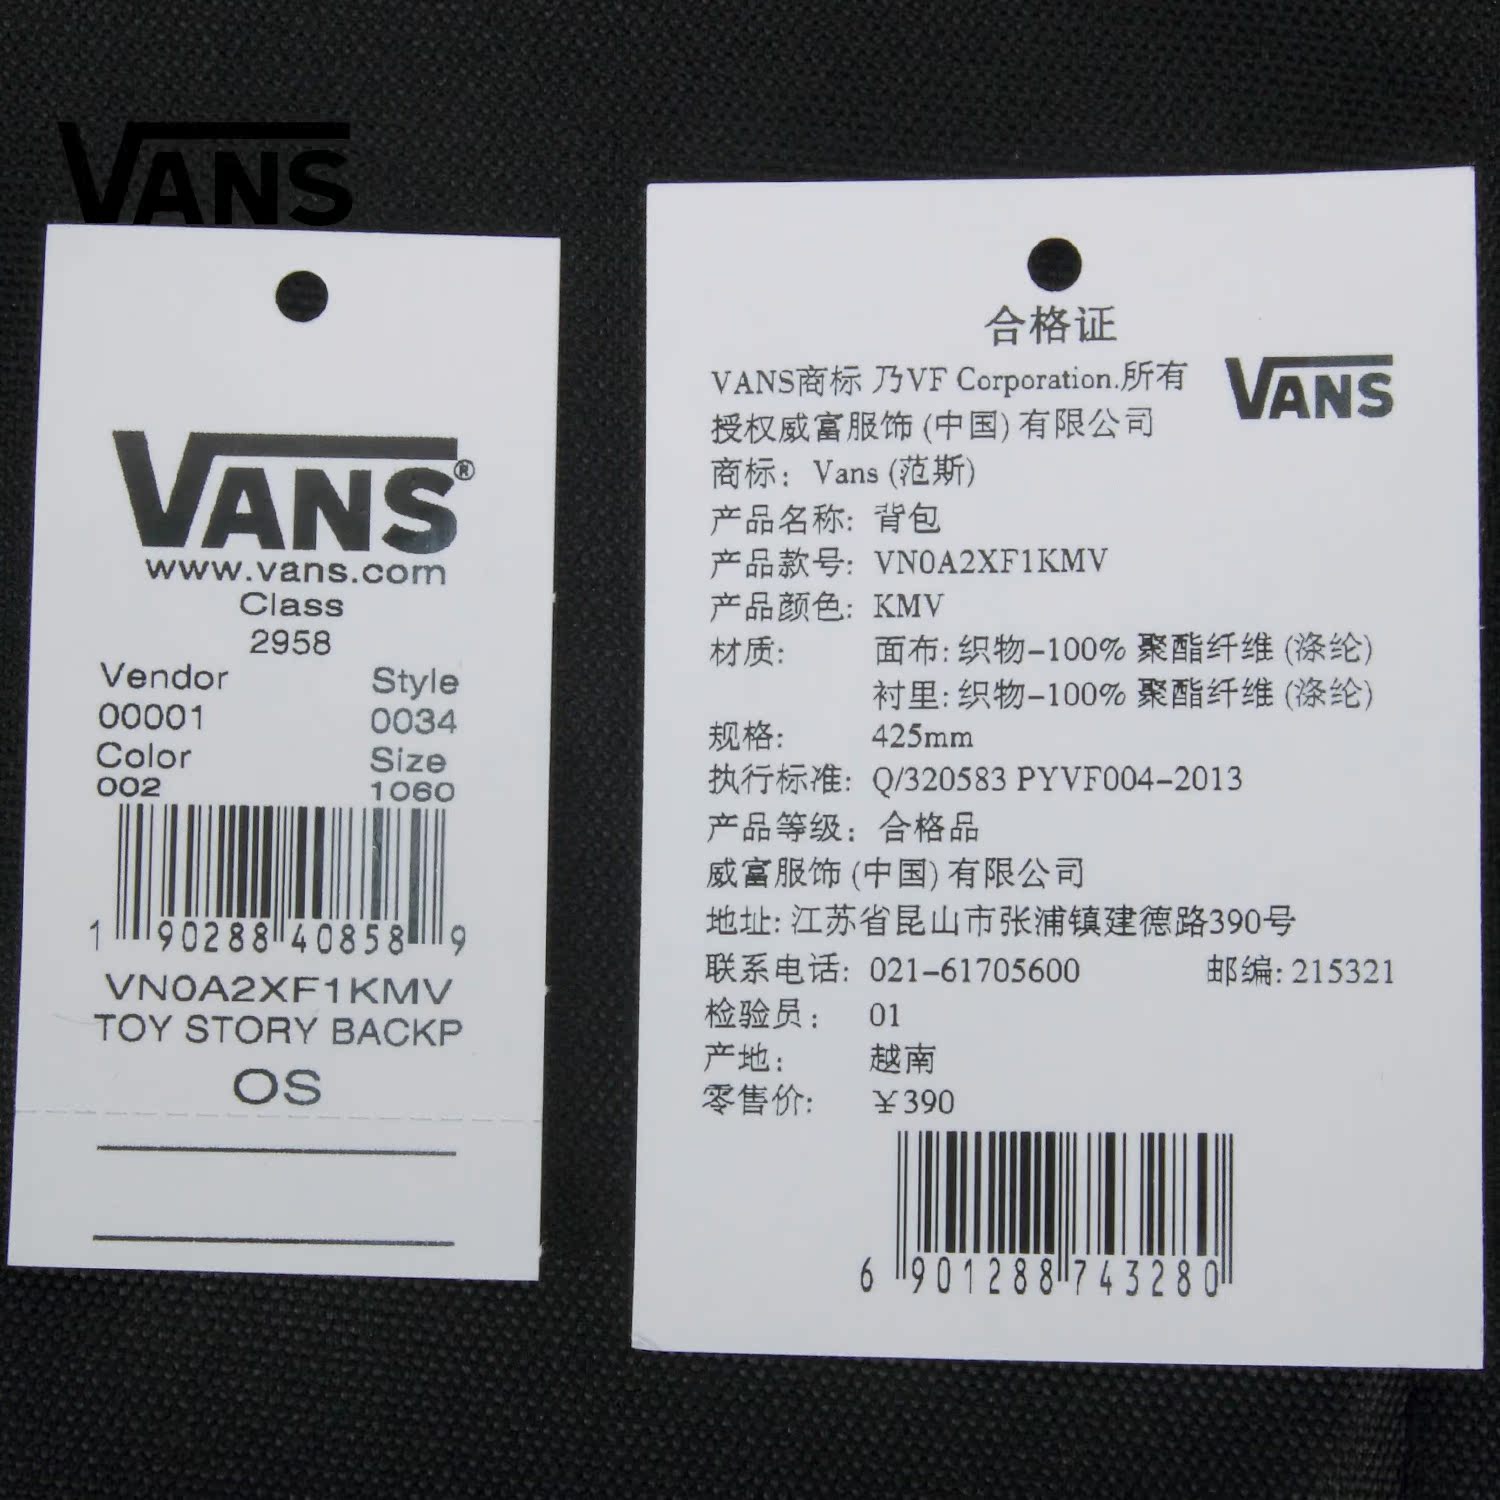 VANS
VANS®
www.vans.com
Class
2958
Vendor Style
00001 0034
Color Size
002 1060
1 90288 40858 9
VN0A2XF1KMV
TOY STORY BACKP
OS
合格证
VANS
VANS商标 乃VF Corporation.所有
授权威富服饰 (中国) 有限公司
商标: Vans (范斯)
产品名称: 背包
产品款号: VN0A2XF1KMV
产品颜色: KMV
材质: 面布: 织物-100% 聚酯纤维 (涤纶)
衬里: 织物-100% 聚酯纤维 (涤纶)
规格: 425mm
执行标准: Q/320583 PYVF004-2013
产品等级: 合格品
威富服饰 (中国) 有限公司
地址: 江苏省昆山市张浦镇建德路390号
联系电话: 021-61705600 邮编: 215321
检验员: 01
产地: 越南
零售价: ¥390
6 901288 743280